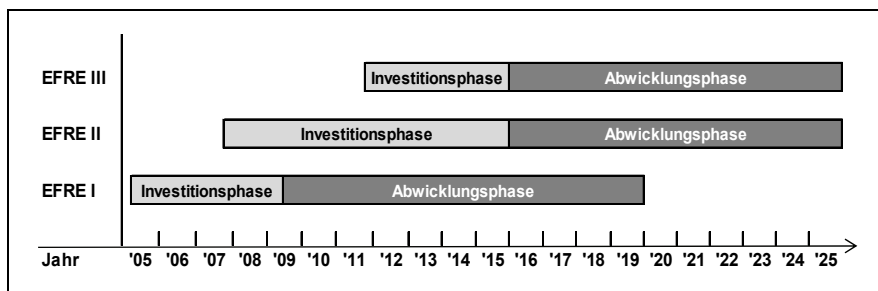 EFRE III Investitionsphase Abwicklungsphase
EFRE II Investitionsphase Abwicklungsphase
EFRE I Investitionsphase Abwicklungsphase
Jahr '05 '06 '07 '08 '09 '10 '11 '12 '13 '14 '15 '16 '17 '18 '19 '20 '21 '22 '23 '24 '25